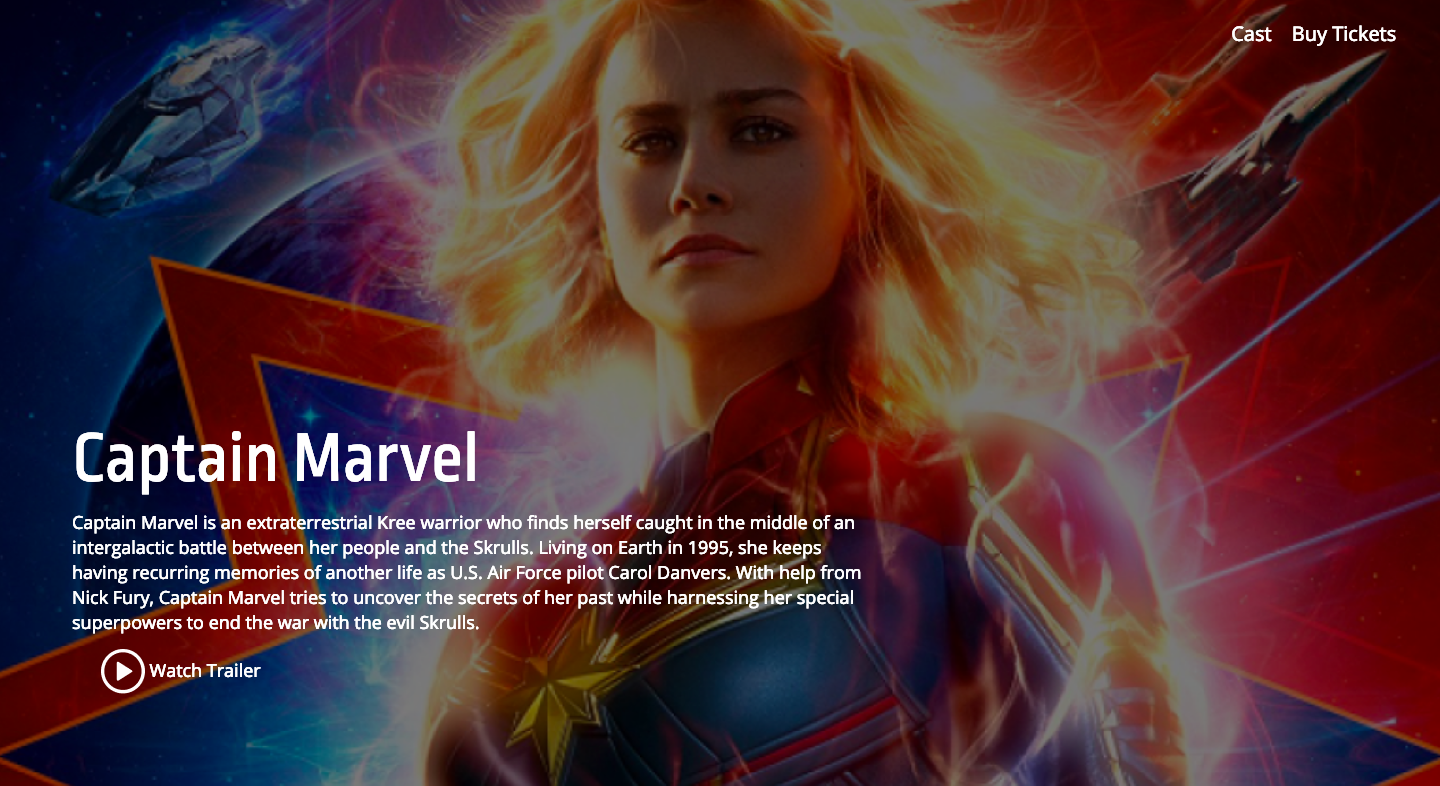 Cast Buy Tickets
Captain Marvel
Captain Marvel is an extraterrestrial Kree warrior who finds herself caught in the middle of an
intergalactic battle between her people and the Skrulls. Living on Earth in 1995, she keeps
having recurring memories of another life as U.S. Air Force pilot Carol Danvers. With help from
Nick Fury, Captain Marvel tries to uncover the secrets of her past while harnessing her special
superpowers to end the war with the evil Skrulls.
Watch Trailer